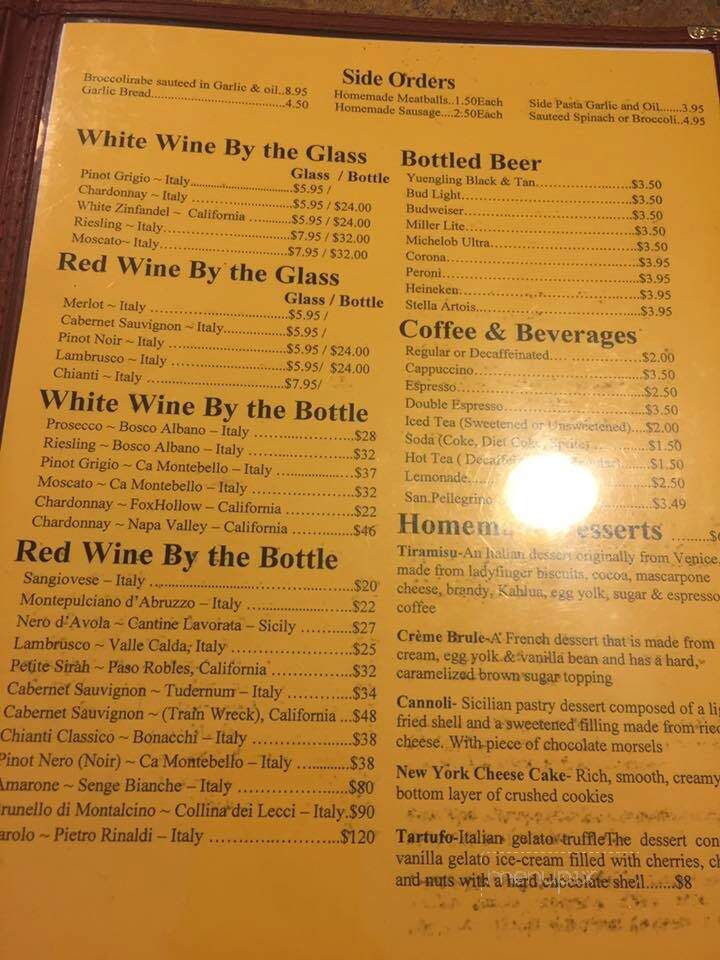 Side Orders
Broccolirabe sauteed in Garlic & oil..8.95
Garlic Bread..............................4.50
Homemade Meatballs..1.50Each
Homemade Sausage....2:50Each
Side Pasta Garlic and Oil......3.95
Sauteed Spinach or Broccoli..4.95
White Wine By the Glass
Glass / Bottle
Pinot Grigio ~ Italy........................$5.95 /
Chardonnay ~ Italy ........................$5.95 / $24.00
White Zinfandel ~ California ..........$5.95 / $24.00
Riesling ~ Italy...............................$7.95 / $32.00
Moscato~ Italy................................$7.95 / $32.00
Red Wine By the Glass
Glass / Bottle
Merlot ~ Italy ................................$5.95 /
Cabernet Sauvignon ~ Italy.............$5.95 /
Pinot Noir ~ Italy ...........................$5.95 / $24.00
Lambrusco ~ Italy ..........................$5.95/ $24.00
Chianti ~ Italy ...............................$7.95/
White Wine By the Bottle
Prosecco ~ Bosco Albano – Italy ....................$28
Riesling ~ Bosco Albano – Italy .....................$32
Pinot Grigio ~ Ca Montebello – Italy ...............$37
Moscato ~ Ca Montebello – Italy ....................$32
Chardonnay ~ FoxHollow – California ............$22
Chardonnay ~ Napa Valley – California ...........$46
Red Wine By the Bottle
Sangiovese – Italy .......................................$20
Montepulciano d'Abruzzo – Italy ....................$22
Nero d'Avola ~ Cantine Lavorata – Sicily ..........$27
Lambrusco ~ Valle Calda, Italy .....................$25
Petite Sirah ~ Paso Robles, California ..............$32
Cabernet Sauvignon ~ Tudernum – Italy ...........$34
Cabernet Sauvignon ~ (Train Wreck), California ...$48
Chianti Classico ~ Bonacchi – Italy ..................$38
Pinot Nero (Noir) ~ Ca Montebello – Italy ..........$38
Amarone ~ Senge Bianche – Italy ....................$80
runello di Montalcino ~ Collina dei Lecci – Italy.$90
arolo ~ Pietro Rinaldi – Italy .......................$120
Bottled Beer
Yuengling Black & Tan....................$3.50
Bud Light......................................$3.50
Budweiser.....................................$3.50
Miller Lite.....................................$3.50
Michelob Ultra...............................$3.50
Corona..........................................$3.95
Peroni...........................................$3.95
Heineken.......................................$3.95
Stella Artois...................................$3.95
Coffee & Beverages
Regular or Decaffeinated....................$2.00
Cappuccino......................................$3.50
Espresso..........................................$2.50
Double Espresso................................$3.50
Iced Tea (Sweetened or Unsweetened)....$2.00
Soda (Coke, Diet Coke, Sprite)............$1.50
Hot Tea ( ............$1.50
Lemonade........................................$2.50
San.Pellegrino $3.49
Desserts
Tiramisu-An Italian dessert originally from Venice.
made from ladyfinger biscuits, cocoa, mascarpone
cheese, brandy, Kahlua, egg yolk, sugar & espresso
coffee
Crème Brule-A French dessert that is made from
cream, egg yolk & vanilla bean and has a hard,
caramelized brown sugar topping
Cannoli- Sicilian pastry dessert composed of a
fried shell and a sweetened filling made from
cheese. With piece of chocolate morsels
New York Cheese Cake- Rich, smooth, creamy
bottom layer of crushed cookies
Tartufo-Italian gelato truffleThe dessert con
vanilla gelato ice-cream filled with cherries,
and nuts with a hard chocolate shell.......$8